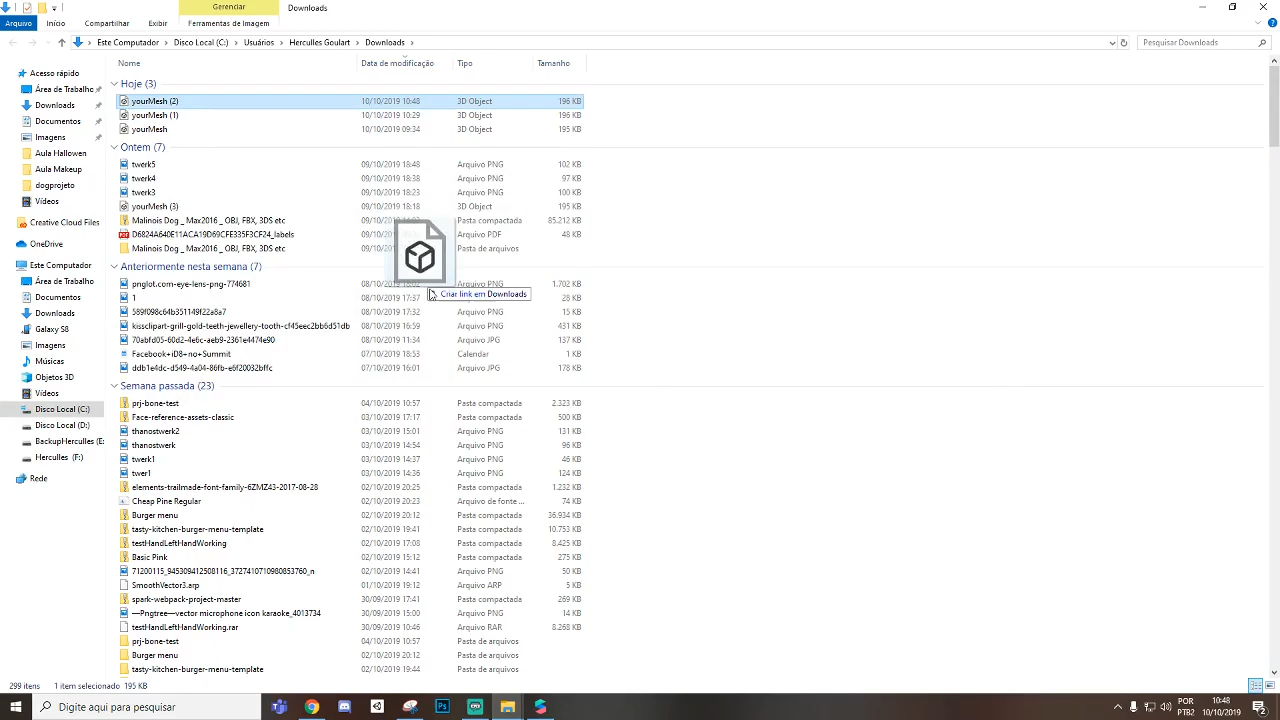 Gerenciar
Downloads
Arquivo
Início
Compartilhar
Exibir
Ferramentas de Imagem
Este Computador
Disco Local (C:)
Usuários
Herculles Goulart
Downloads
Pesquisar Downloads
Nome
Data de modificação
Tipo
Tamanho
Acesso rápido
Área de Trabalho
Downloads
Documentos
Imagens
Aula Hallowen
Aula Makeup
dogprojeto
Vídeos
Creative Cloud Files
OneDrive
Este Computador
Área de Trabalho
Documentos
Downloads
Galaxy S8
Imagens
Músicas
Objetos 3D
Vídeos
Disco Local (C:)
Disco Local (D:)
BackupHerculles (E:
Herculles (F:)
Rede
Hoje (3)
yourMesh (2) 10/10/2019 10:48 3D Object 196 KB
yourMesh (1) 10/10/2019 10:29 3D Object 196 KB
yourMesh 10/10/2019 09:34 3D Object 195 KB
Ontem (7)
twerk5 09/10/2019 18:48 Arquivo PNG 102 KB
twerk4 09/10/2019 18:38 Arquivo PNG 97 KB
twerk3 09/10/2019 18:23 Arquivo PNG 100 KB
yourMesh (3) 09/10/2019 18:18 3D Object 195 KB
Malinois Dog _ Max2016 _ OBJ, FBX, 3DS etc Pasta compactada 85.212 KB
D6824A640E11ACA19D69CFE335F3CF24_labels Arquivo PDF 48 KB
Malinois Dog _ Max2016 _ OBJ, FBX, 3DS etc Pasta de arquivos
Anteriormente nesta semana (7)
pnglot.com-eye-lens-png-774681 Arquivo PNG 1.702 KB
1 08/10/2019 17:37 28 KB
Criar link em Downloads
589f098c64b351149f22a8a7 08/10/2019 17:32 Arquivo PNG 15 KB
kissclipart-grill-gold-teeth-jewellery-tooth-cf45eec2bb6d51db 08/10/2019 16:59 Arquivo PNG 431 KB
70abfd05-60d2-4e6c-aeb9-2361e4474e90 08/10/2019 11:34 Arquivo JPG 137 KB
Facebook+iD8+no+Summit 07/10/2019 18:53 Calendar 1 KB
ddb1e4dc-d549-4a04-86fb-e6f20032bffc 07/10/2019 16:01 Arquivo JPG 178 KB
Semana passada (23)
prj-bone-test 04/10/2019 10:57 Pasta compactada 2.323 KB
Face-reference-assets-classic 03/10/2019 17:17 Pasta compactada 500 KB
thanostwerk2 03/10/2019 15:01 Arquivo PNG 131 KB
thanostwerk 03/10/2019 14:54 Arquivo PNG 96 KB
twerk1 03/10/2019 14:37 Arquivo PNG 46 KB
twer1 03/10/2019 14:36 Arquivo PNG 124 KB
elements-trailmade-font-family-6ZMZ43-2017-08-28 02/10/2019 20:25 Pasta compactada 1.232 KB
Cheap Pine Regular 02/10/2019 20:23 Arquivo de fonte ... 74 KB
Burger menu 02/10/2019 20:12 Pasta compactada 36.934 KB
tasty-kitchen-burger-menu-template 02/10/2019 19:41 Pasta compactada 10.753 KB
testHandLeftHandWorking 02/10/2019 17:08 Pasta compactada 8.425 KB
Basic Pink 02/10/2019 15:12 Pasta compactada 275 KB
71200115_945309412508116_3727410710980853760_n 02/10/2019 14:41 Arquivo PNG 50 KB
SmoothVector3.arp 01/10/2019 19:12 Arquivo ARP 5 KB
spark-webpack-project-master 30/09/2019 17:41 Pasta compactada 269 KB
—Pngtree—vector microphone icon karaoke_4013734 30/09/2019 15:00 Arquivo PNG 14 KB
testHandLeftHandWorking.rar 30/09/2019 10:46 Arquivo RAR 8.268 KB
prj-bone-test 04/10/2019 10:57 Pasta de arquivos
Burger menu 02/10/2019 20:12 Pasta de arquivos
tasty-kitchen-burger-menu-template 02/10/2019 19:44 Pasta de arquivos
299 itens
1 item selecionado 195 KB
Digite aqui para pesquisar
POR
PTB2
10:48
10/10/2019